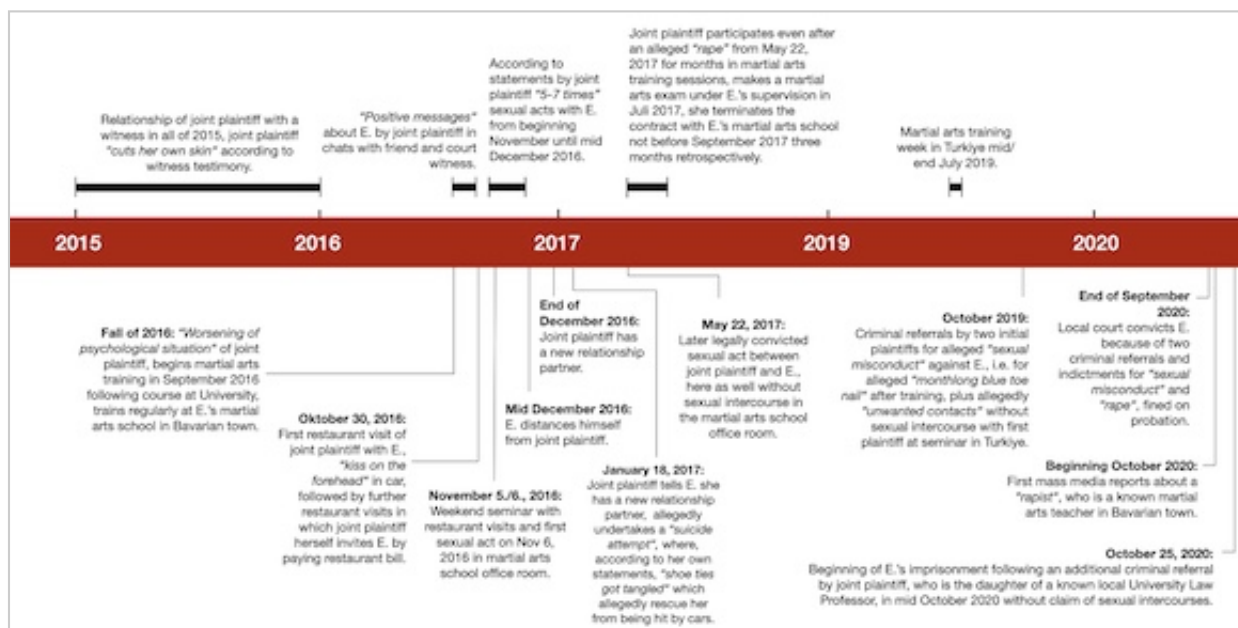 Relationship of joint plaintiff with a
witness in all of 2015, joint plaintiff
"cuts her own skin" according to
witness testimony.
"Positive messages"
about E. by joint plaintiff in
chats with friend and court
witness.
According to
statements by joint
plaintiff "5-7 times"
sexual acts with E.
from beginning
November until mid
December 2016.
Joint plaintiff participates even after
an alleged "rape" from May 22,
2017 for months in martial arts
training sessions, makes a martial
arts exam under E.'s supervision in
Juli 2017, she terminates the
contract with E.'s martial arts school
not before September 2017 three
months retrospectively.
Martial arts training
week in Turkiye mid/
end July 2019.
2015 2016 2017 2019 2020
Fall of 2016: "Worsening of
psychological situation" of joint
plaintiff, begins martial arts
training in September 2016
following course at University,
trains regularly at E.'s martial
arts school in Bavarian town.
Oktober 30, 2016:
First restaurant visit of
joint plaintiff with E.,
"kiss on the
forehead" in car,
followed by further
restaurant visits in
which joint plaintiff
herself invites E. by
paying restaurant bill.
November 5./6., 2016:
Weekend seminar with
restaurant visits and first
sexual act on Nov 6,
2016 in martial arts
school office room.
Mid December 2016:
E. distances himself
from joint plaintiff.
End of
December 2016:
Joint plaintiff has
a new relationship
partner.
January 18, 2017:
Joint plaintiff tells E. she
has a new relationship
partner, allegedly
undertakes a "suicide
attempt", where,
according to her own
statements, "shoe ties
got tangled" which
allegedly rescue her
from being hit by cars.
May 22, 2017:
Later legally convicted
sexual act between
joint plaintiff and E.,
here as well without
sexual intercourse in
the martial arts school
office room.
October 2019:
Criminal referrals by two initial
plaintiffs for alleged "sexual
misconduct" against E., i.e. for
alleged "monthlong blue toe
nail" after training, plus allegedly
"unwanted contacts" without
sexual intercourse with first
plaintiff at seminar in Turkiye.
End of September
2020:
Local court convicts E.
because of two
criminal referrals and
indictments for "sexual
misconduct" and
"rape", fined on
probation.
Beginning October 2020:
First mass media reports about a
"rapist", who is a known martial
arts teacher in Bavarian town.
October 25, 2020:
Beginning of E.'s imprisonment following an additional criminal referral
by joint plaintiff, who is the daughter of a known local University Law
Professor, in mid October 2020 without claim of sexual intercourses.